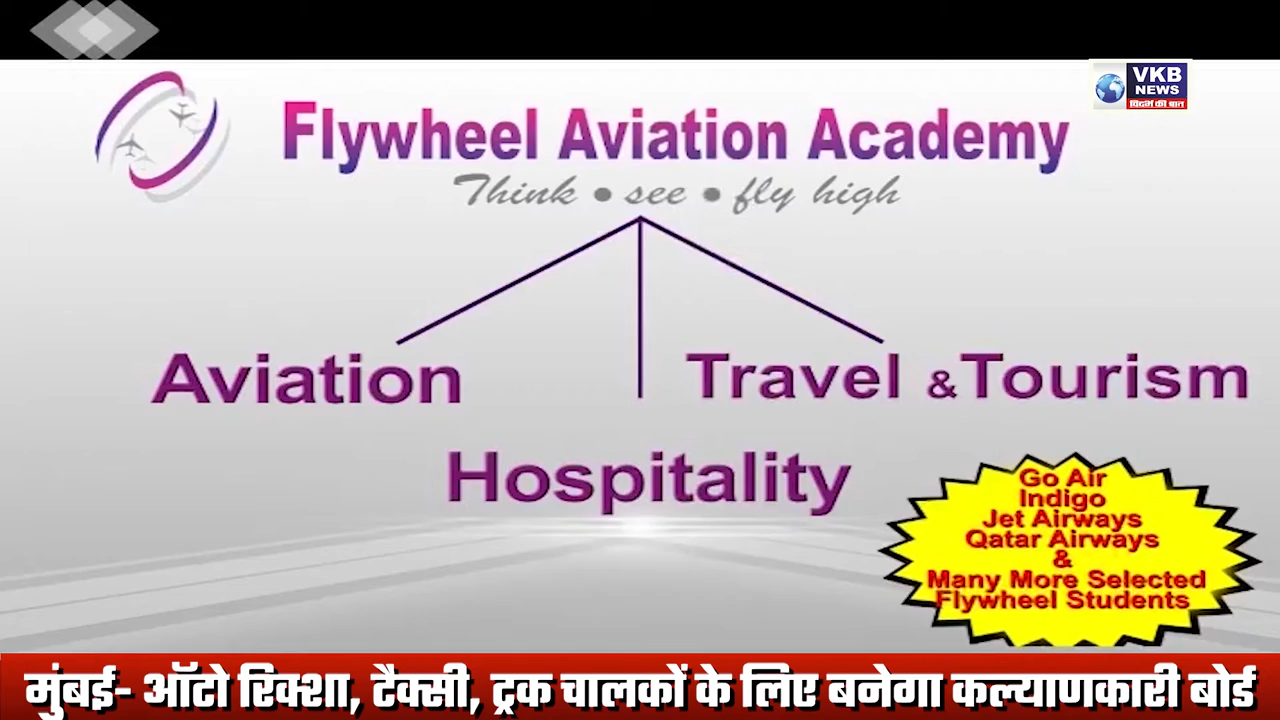 VKB
NEWS
विदर्भ की बात
Flywheel Aviation Academy
Think • see • fly high
Aviation
Travel & Tourism
Hospitality
Go Air
Indigo
Jet Airways
Qatar Airways
&
Many More Selected
Flywheel Students
मुंबई- ऑटो रिक्शा, टैक्सी, ट्रक चालकों के लिए बनेगा कल्याणकारी बोर्ड